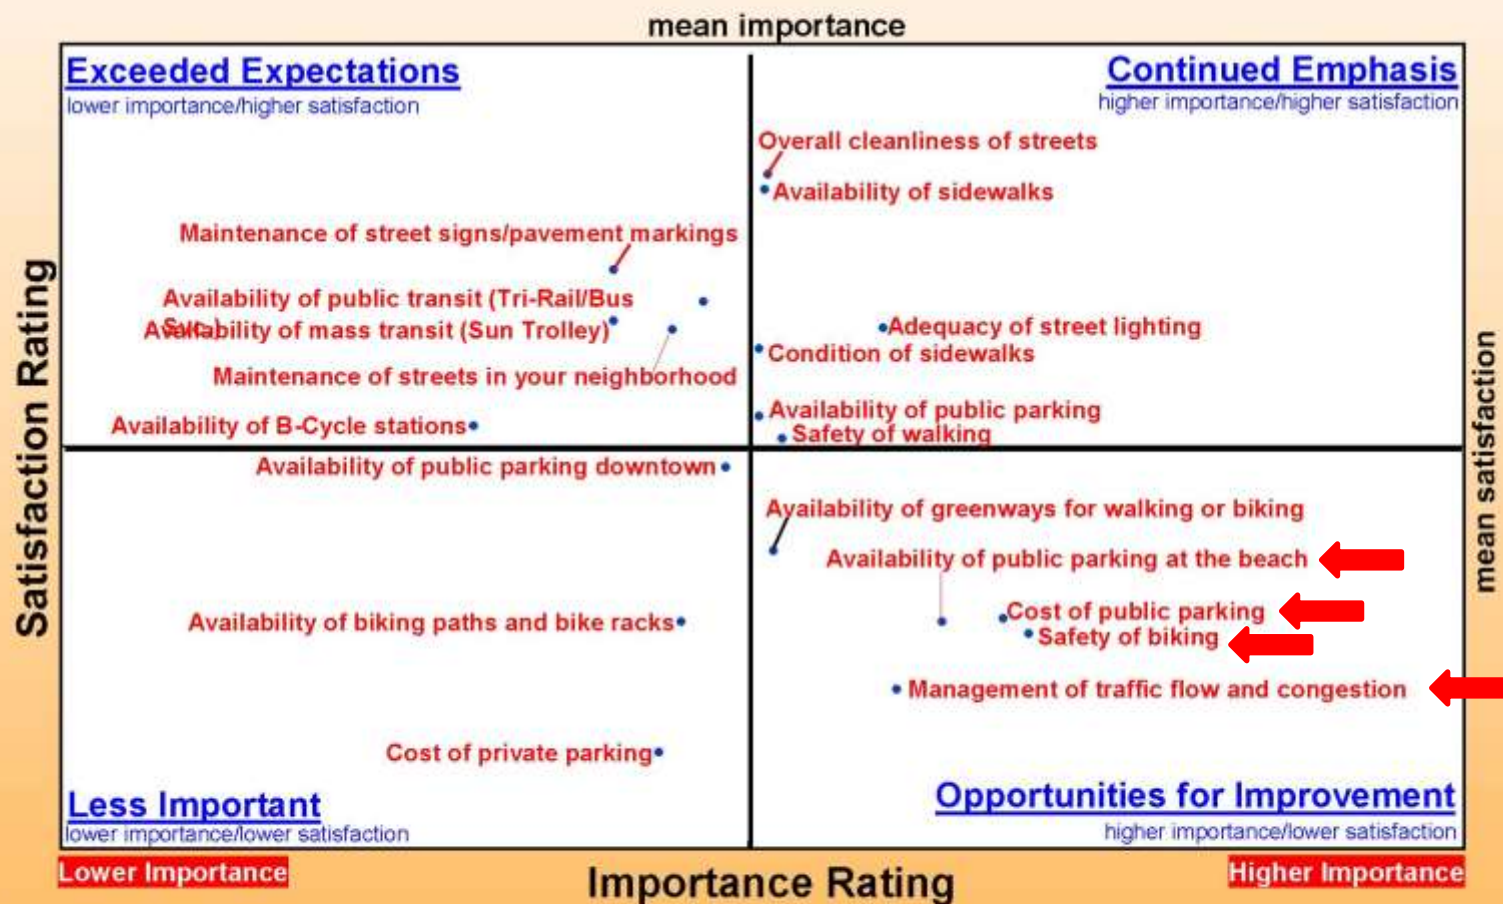 mean importance
Exceeded Expectations
lower importance/higher satisfaction
Continued Emphasis
higher importance/higher satisfaction
Overall cleanliness of streets
Availability of sidewalks
Maintenance of street signs/pavement markings
Availability of public transit (Tri-Rail/Bus
Availability of mass transit (Sun Trolley)
Adequacy of street lighting
Condition of sidewalks
Maintenance of streets in your neighborhood
Availability of public parking
Availability of B-Cycle stations
Safety of walking
Satisfaction Rating
mean satisfaction
Availability of public parking downtown
Availability of greenways for walking or biking
Availability of public parking at the beach
Availability of biking paths and bike racks
Cost of public parking
Safety of biking
Management of traffic flow and congestion
Cost of private parking
Less Important
lower importance/lower satisfaction
Opportunities for Improvement
higher importance/lower satisfaction
Lower Importance
Importance Rating
Higher Importance